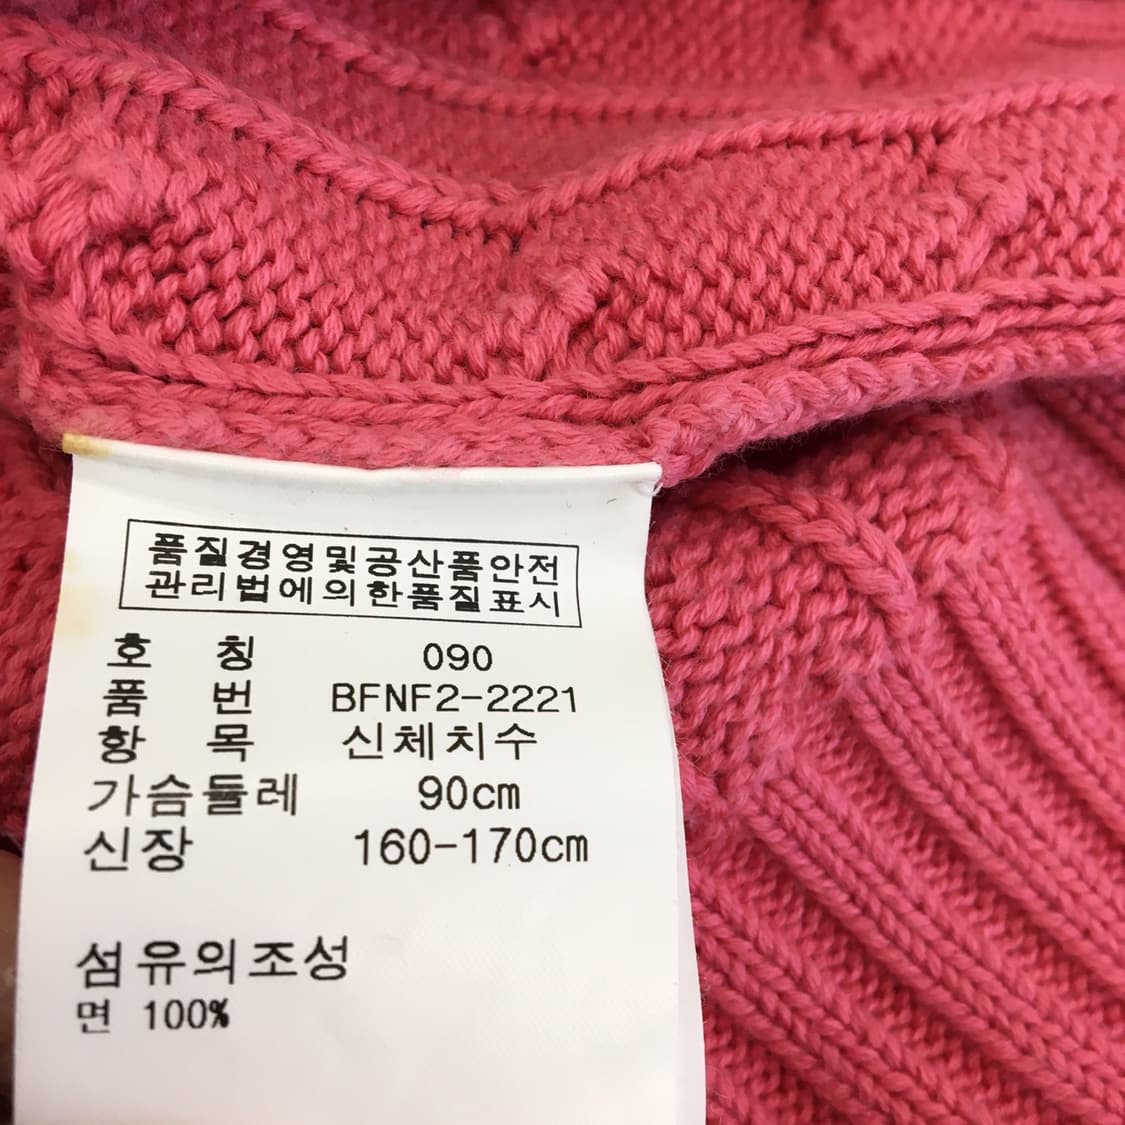 품질경영및공산품안전
관리법에의한품질표시
호 칭 090
품 번 BFNF2-2221
항 목 신체치수
가슴둘레 90cm
신장 160-170cm
섬유의조성
면 100%